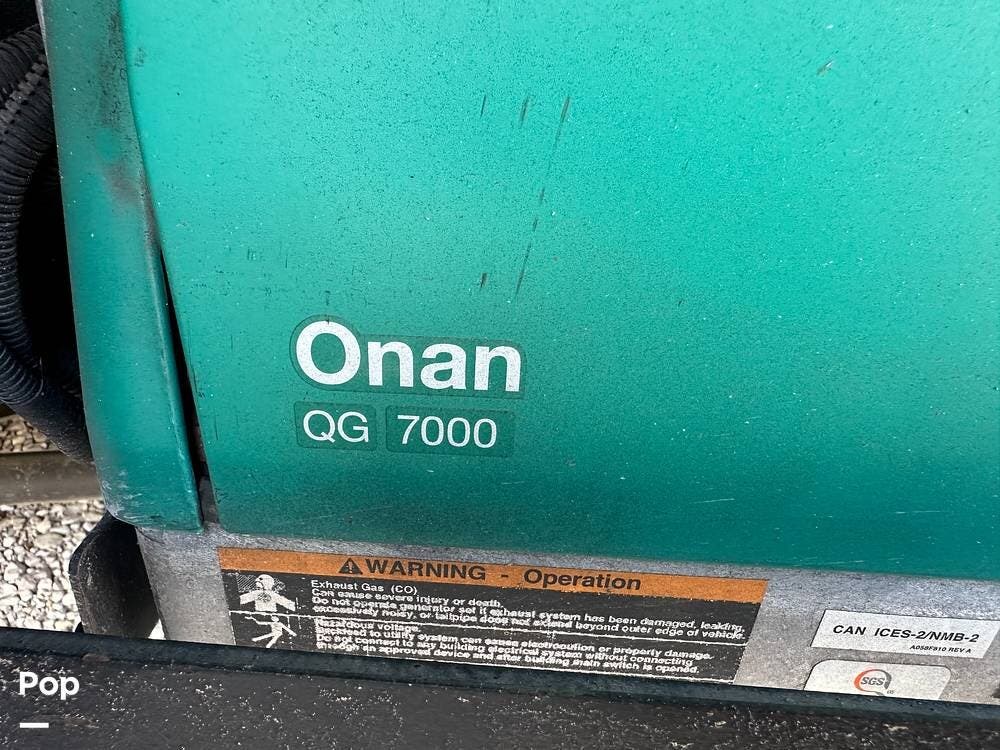 Onan
QG 7000
WARNING - Operation
Exhaust Gas (CO)
Can cause severe injury or death.
Do not operate generator set if exhaust system has been damaged, leaking,
excessively noisy, or tailpipe does not extend beyond outer edge of vehicle.
Hazardous voltage.
Backfeed to utility system can cause electrocution or property damage.
Do not connect to any building electrical system without connecting
through an approved device and after building main switch is opened.
CAN ICES-2/NMB-2
A058F810 REV A
SGS
US
Pop